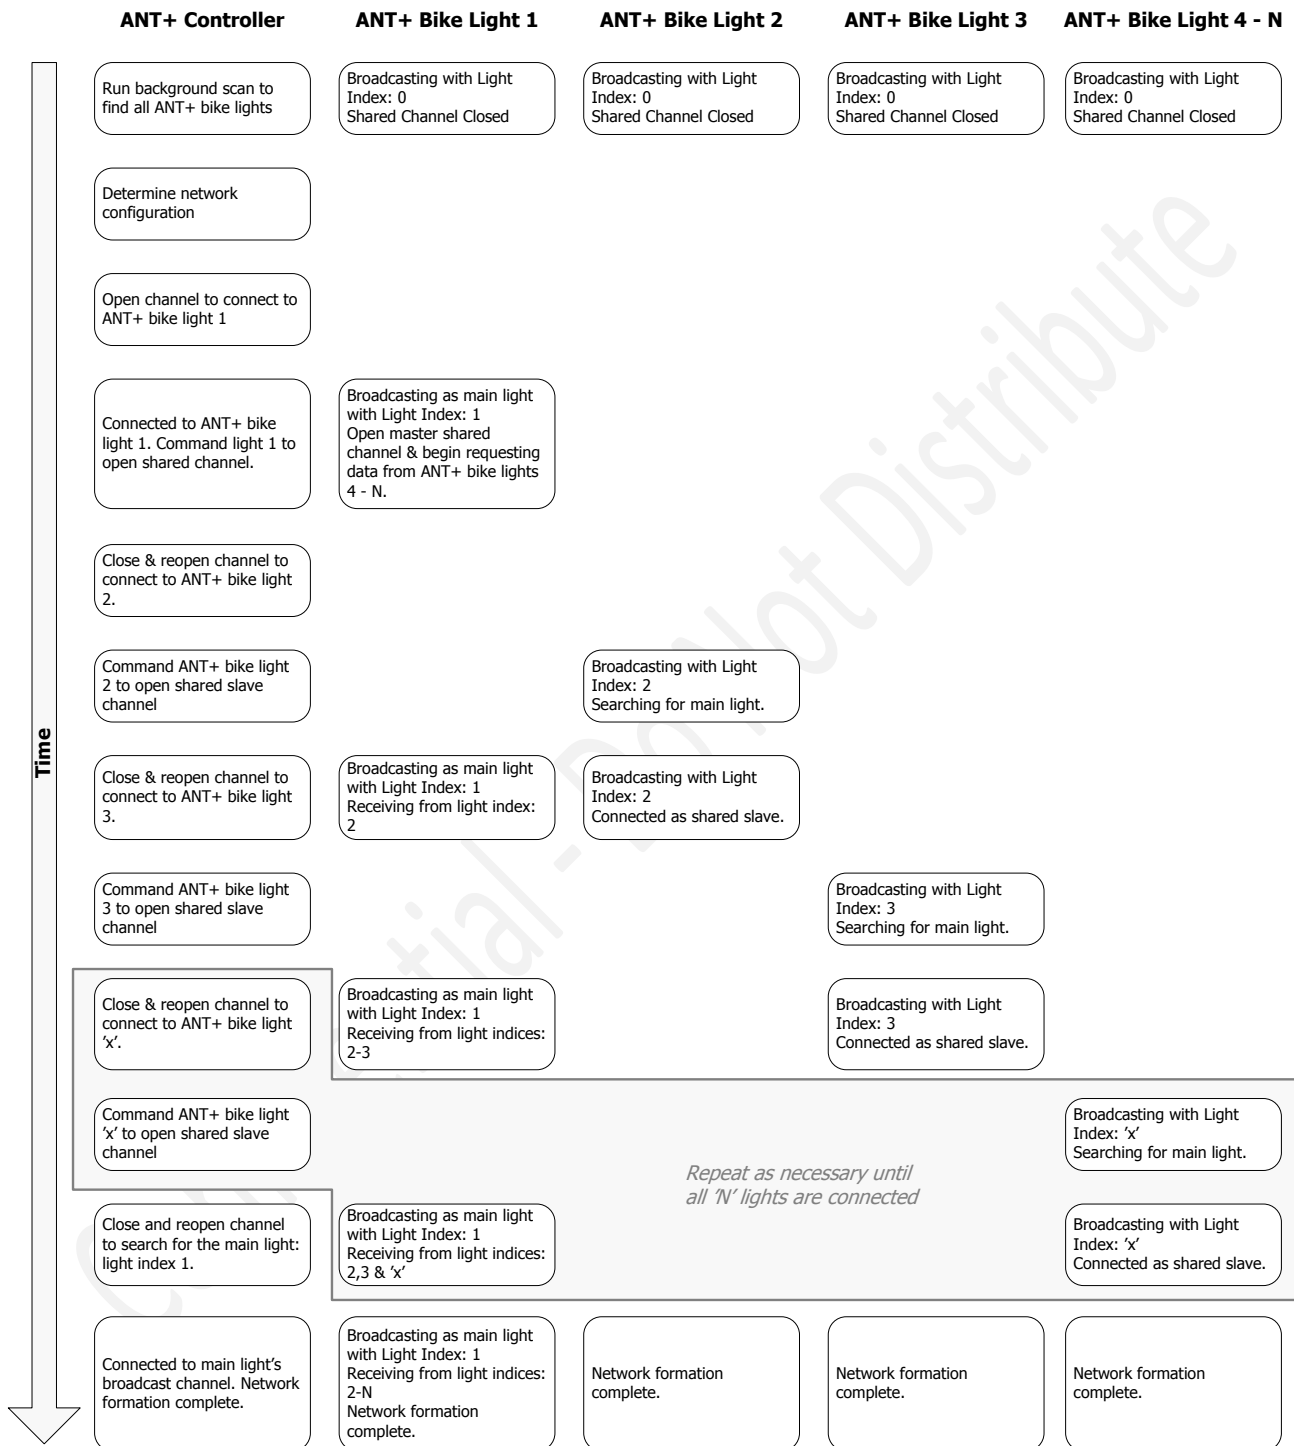 ANT+ Controller
ANT+ Bike Light 1
ANT+ Bike Light 2
ANT+ Bike Light 3
ANT+ Bike Light 4 - N
Run background scan to
find all ANT+ bike lights
Broadcasting with Light
Index: 0
Shared Channel Closed
Broadcasting with Light
Index: 0
Shared Channel Closed
Broadcasting with Light
Index: 0
Shared Channel Closed
Broadcasting with Light
Index: 0
Shared Channel Closed
Determine network
configuration
Open channel to connect to
ANT+ bike light 1
Connected to ANT+ bike
light 1. Command light 1 to
open shared channel.
Broadcasting as main light
with Light Index: 1
Open master shared
channel & begin requesting
data from ANT+ bike lights
4 - N.
Close & reopen channel to
connect to ANT+ bike light
2.
Command ANT+ bike light
2 to open shared slave
channel
Broadcasting with Light
Index: 2
Searching for main light.
Time
Close & reopen channel to
connect to ANT+ bike light
3.
Broadcasting as main light
with Light Index: 1
Receiving from light index:
2
Broadcasting with Light
Index: 2
Connected as shared slave.
Command ANT+ bike light
3 to open shared slave
channel
Broadcasting with Light
Index: 3
Searching for main light.
Close & reopen channel to
connect to ANT+ bike light
'x'.
Broadcasting as main light
with Light Index: 1
Receiving from light indices:
2-3
Broadcasting with Light
Index: 3
Connected as shared slave.
Command ANT+ bike light
'x' to open shared slave
channel
Broadcasting with Light
Index: 'x'
Searching for main light.
Repeat as necessary until
all 'N' lights are connected
Close and reopen channel
to search for the main light:
light index 1.
Broadcasting as main light
with Light Index: 1
Receiving from light indices:
2,3 & 'x'
Broadcasting with Light
Index: 'x'
Connected as shared slave.
Connected to main light's
broadcast channel. Network
formation complete.
Broadcasting as main light
with Light Index: 1
Receiving from light indices:
2-N
Network formation
complete.
Network formation
complete.
Network formation
complete.
Network formation
complete.
- Do Not Distribute